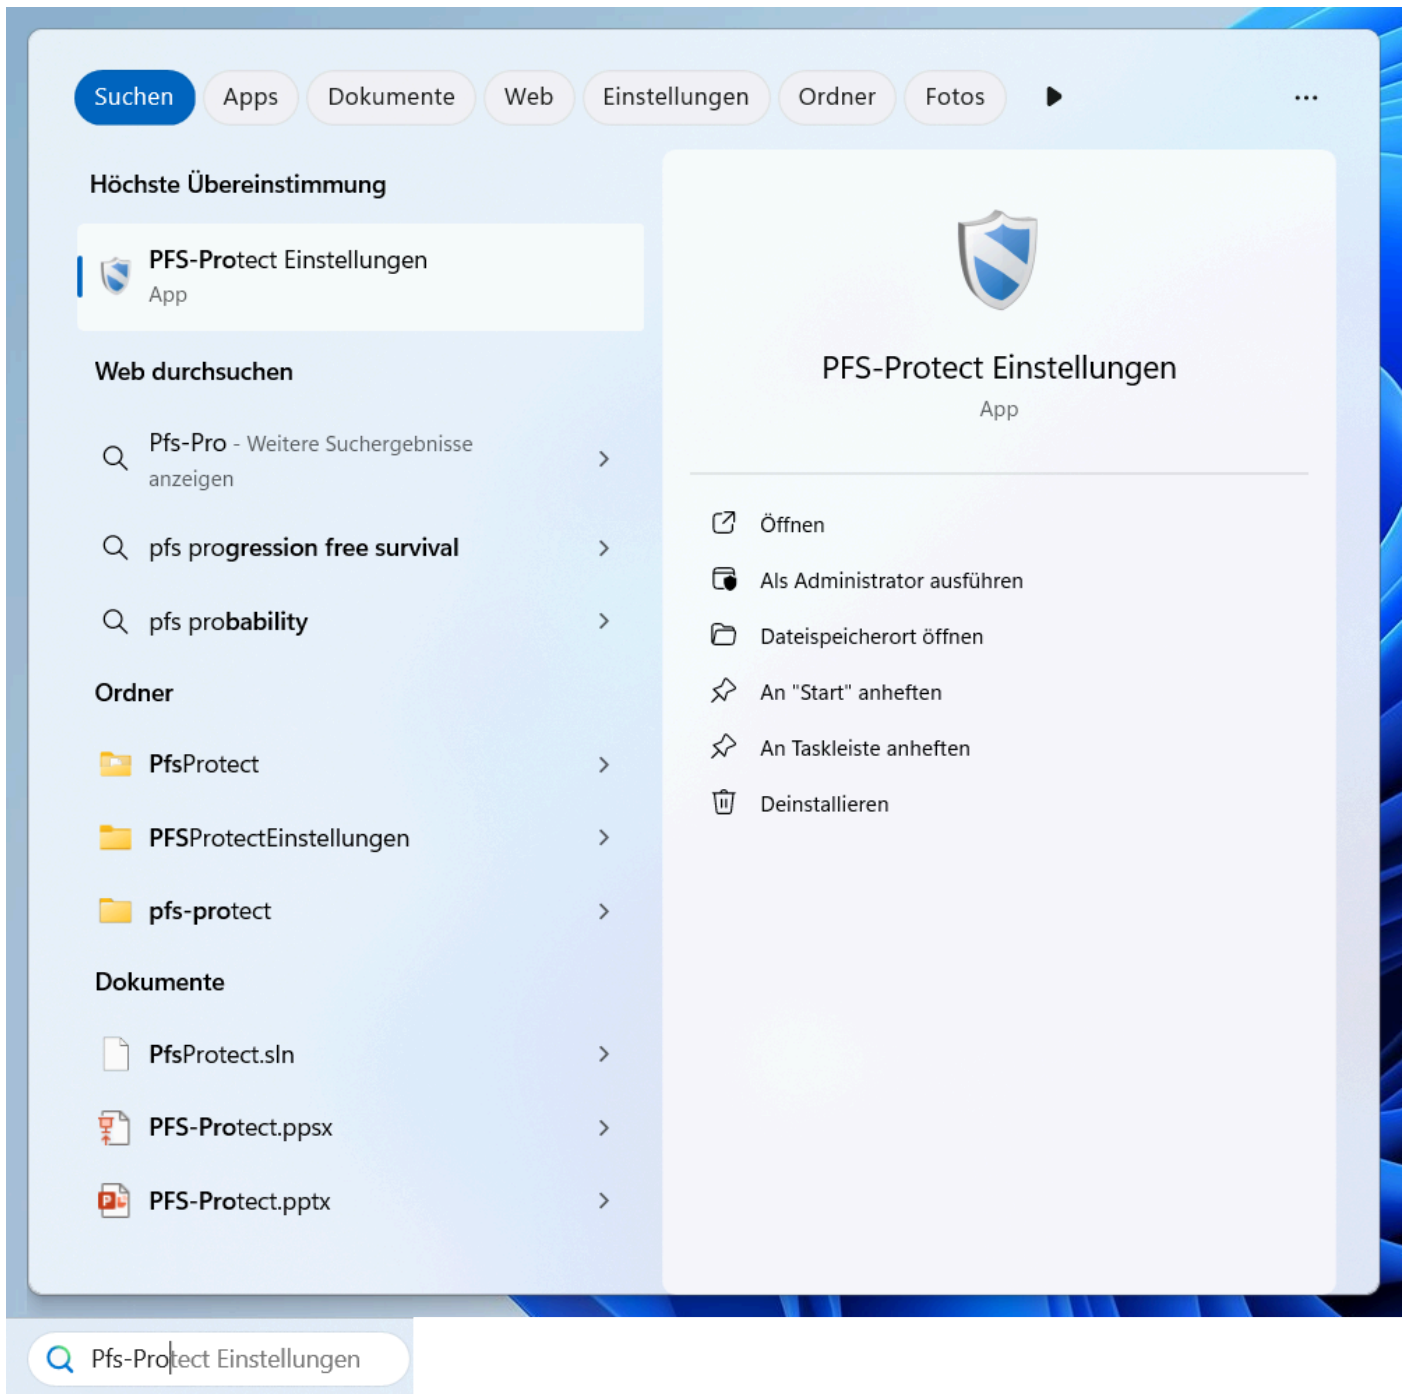 Suchen Apps Dokumente Web Einstellungen Ordner Fotos
Höchste Übereinstimmung
PFS-Protect Einstellungen
App
Web durchsuchen
Pfs-Pro - Weitere Suchergebnisse
anzeigen
pfs progression free survival
pfs probability
Ordner
PfsProtect
PFSProtectEinstellungen
pfs-protect
Dokumente
PfsProtect.sln
PFS-Protect.ppsx
PFS-Protect.pptx
PFS-Protect Einstellungen
App
Öffnen
Als Administrator ausführen
Dateispeicherort öffnen
An "Start" anheften
An Taskleiste anheften
Deinstallieren
Pfs-Protect Einstellungen